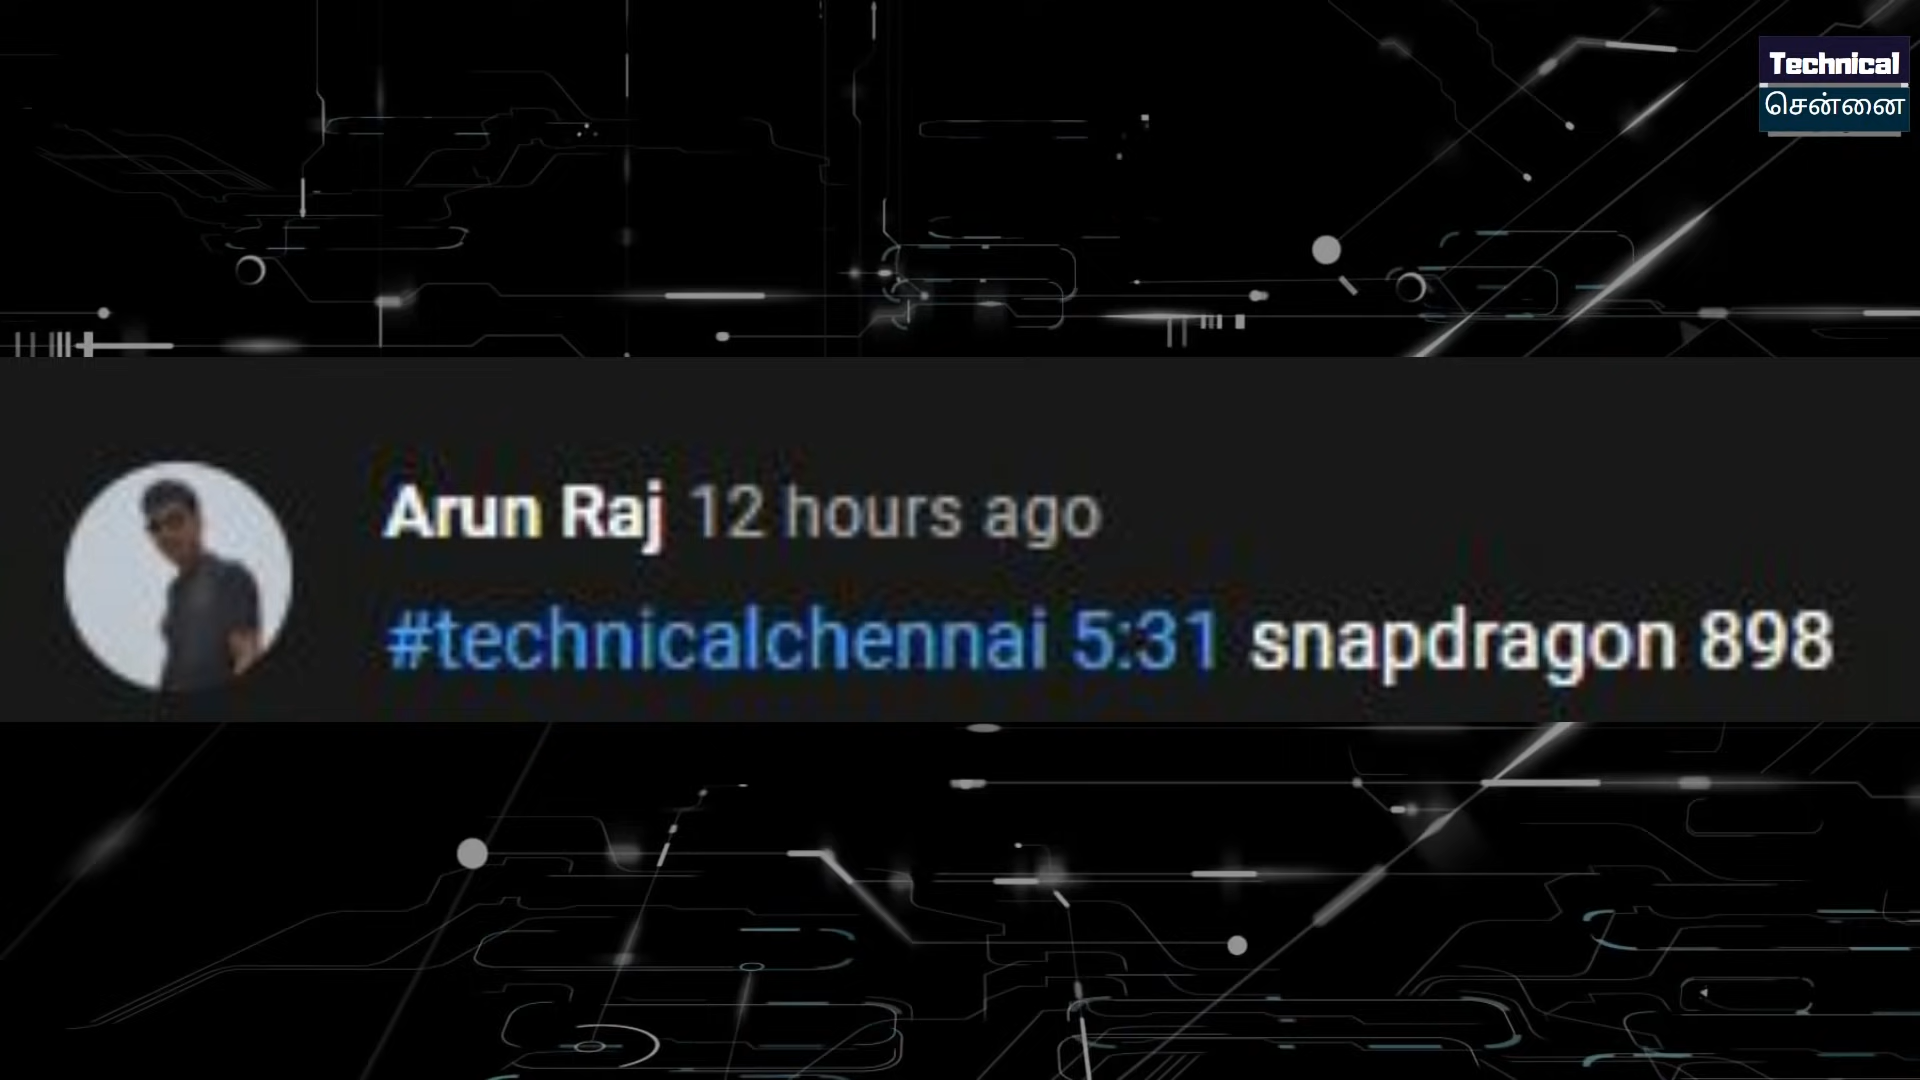 Technical
சென்னை
Arun Raj 12 hours ago
#technicalchennai 5:31 snapdragon 898